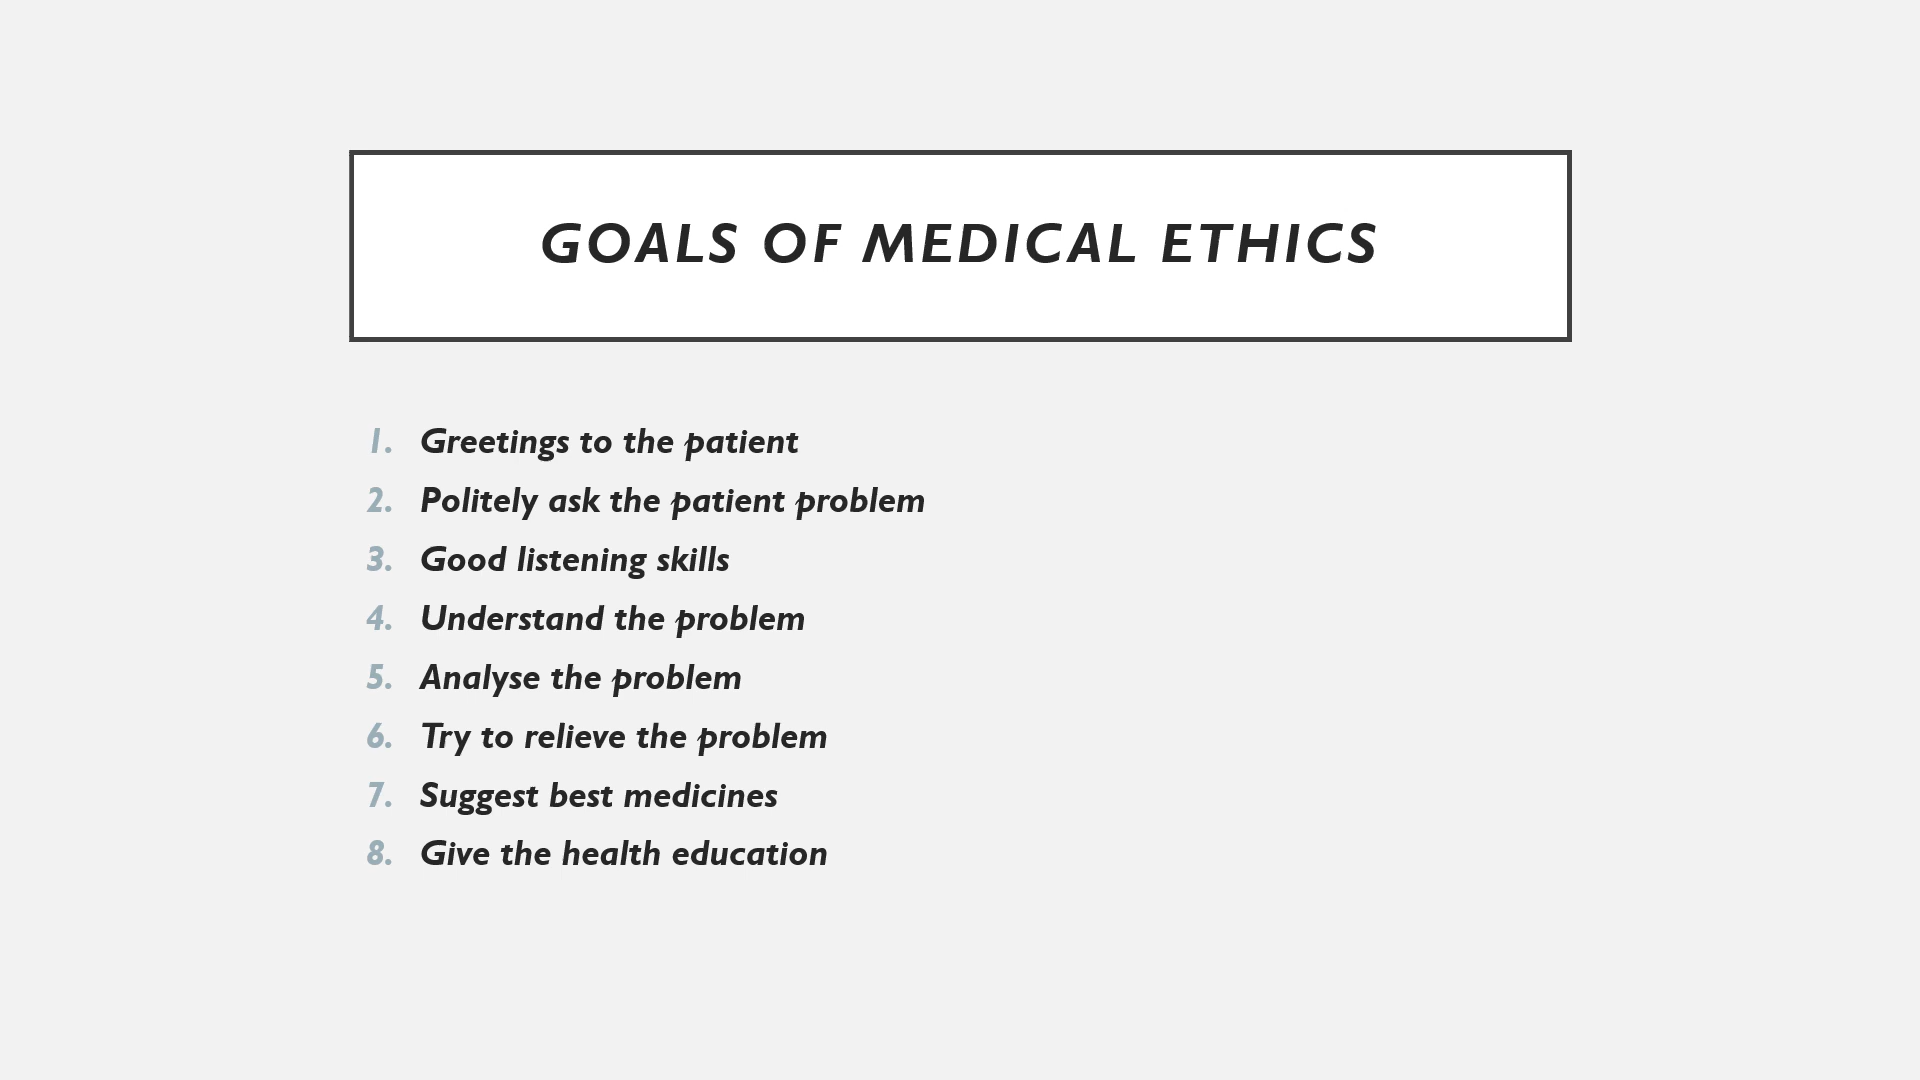 GOALS OF MEDICAL ETHICS
1. Greetings to the patient
2. Politely ask the patient problem
3. Good listening skills
4. Understand the problem
5. Analyse the problem
6. Try to relieve the problem
7. Suggest best medicines
8. Give the health education